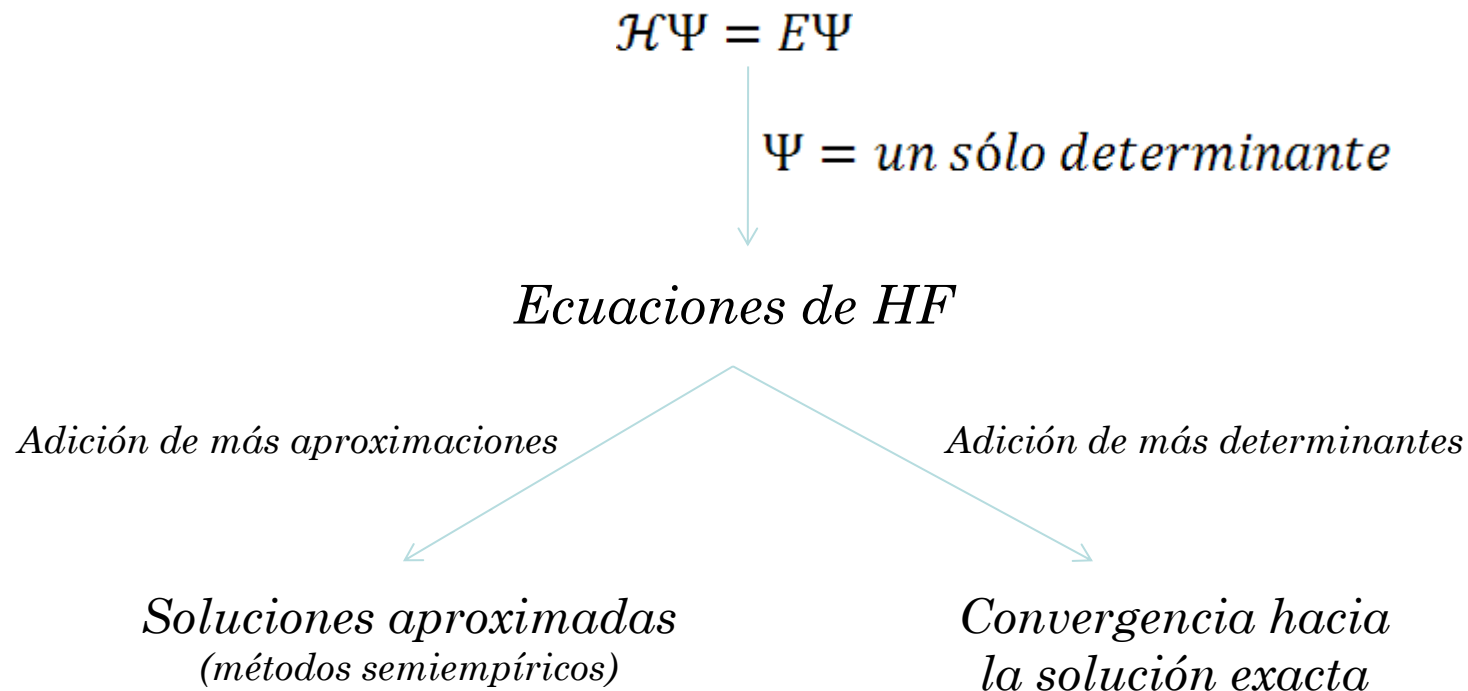 ℋΨ = EΨ
Ψ = un sólo determinante
Ecuaciones de HF
Adición de más aproximaciones
Adición de más determinantes
Soluciones aproximadas
(métodos semiempíricos)
Convergencia hacia
la solución exacta